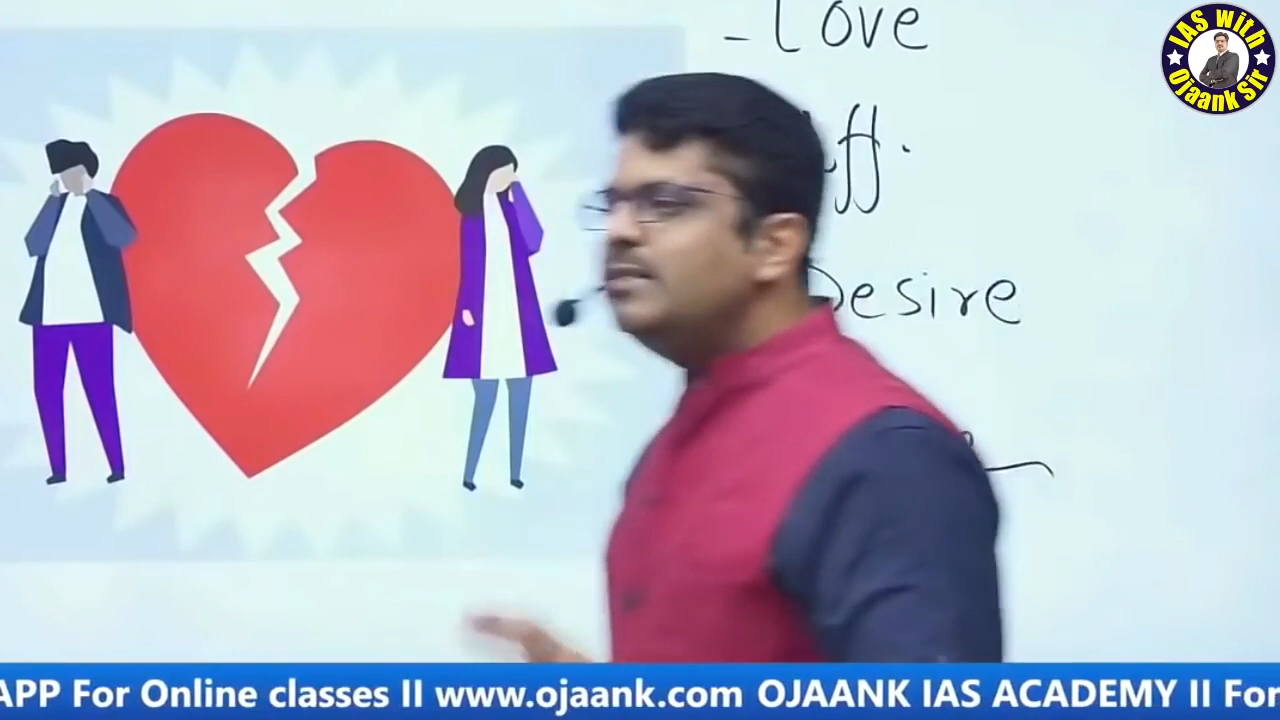 - Love
ff.
Desire
IAS with
Ojaank Sir
APP For Online classes II www.ojaank.com OJAANK IAS ACADEMY II For